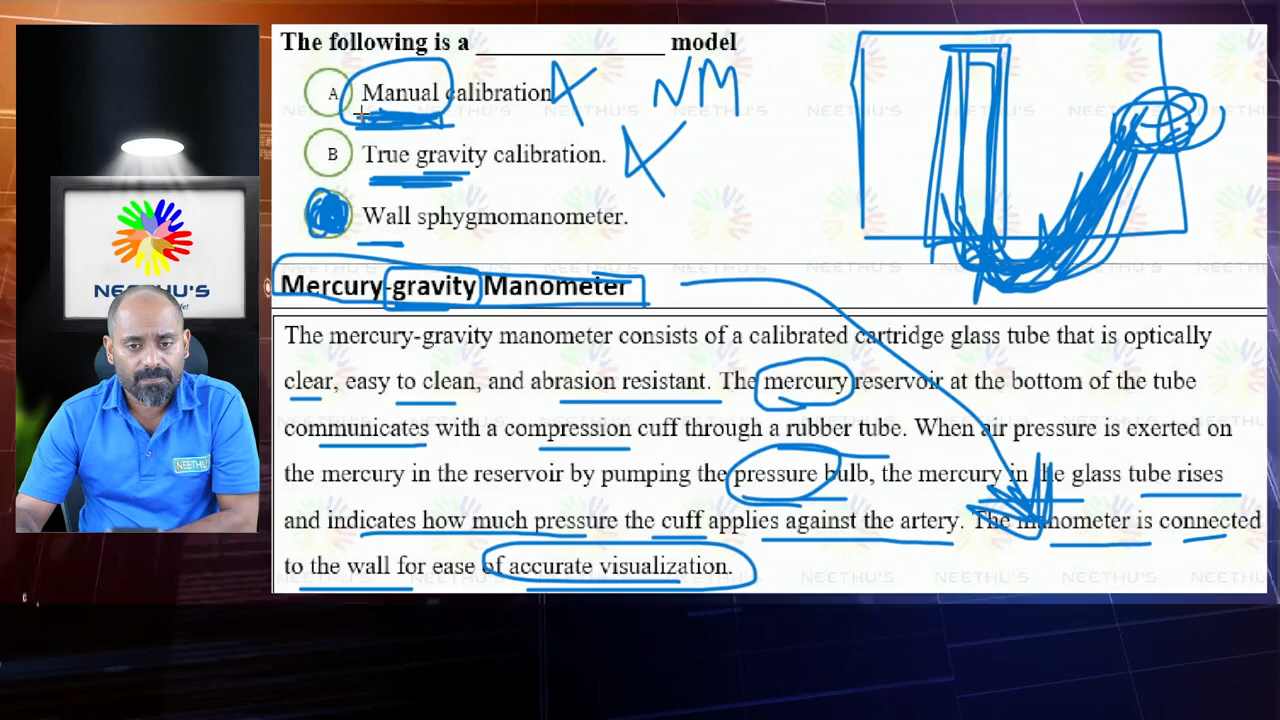 The following is a ________________ model
A Manual calibration
NM
B True gravity calibration.
Wall sphygmomanometer.
Mercury-gravity Manometer
The mercury-gravity manometer consists of a calibrated cartridge glass tube that is optically
clear, easy to clean, and abrasion resistant. The mercury reservoir at the bottom of the tube
communicates with a compression cuff through a rubber tube. When air pressure is exerted on
the mercury in the reservoir by pumping the pressure bulb, the mercury in the glass tube rises
and indicates how much pressure the cuff applies against the artery. The manometer is connected
to the wall for ease of accurate visualization.
NEETHU'S
NEETHU'S